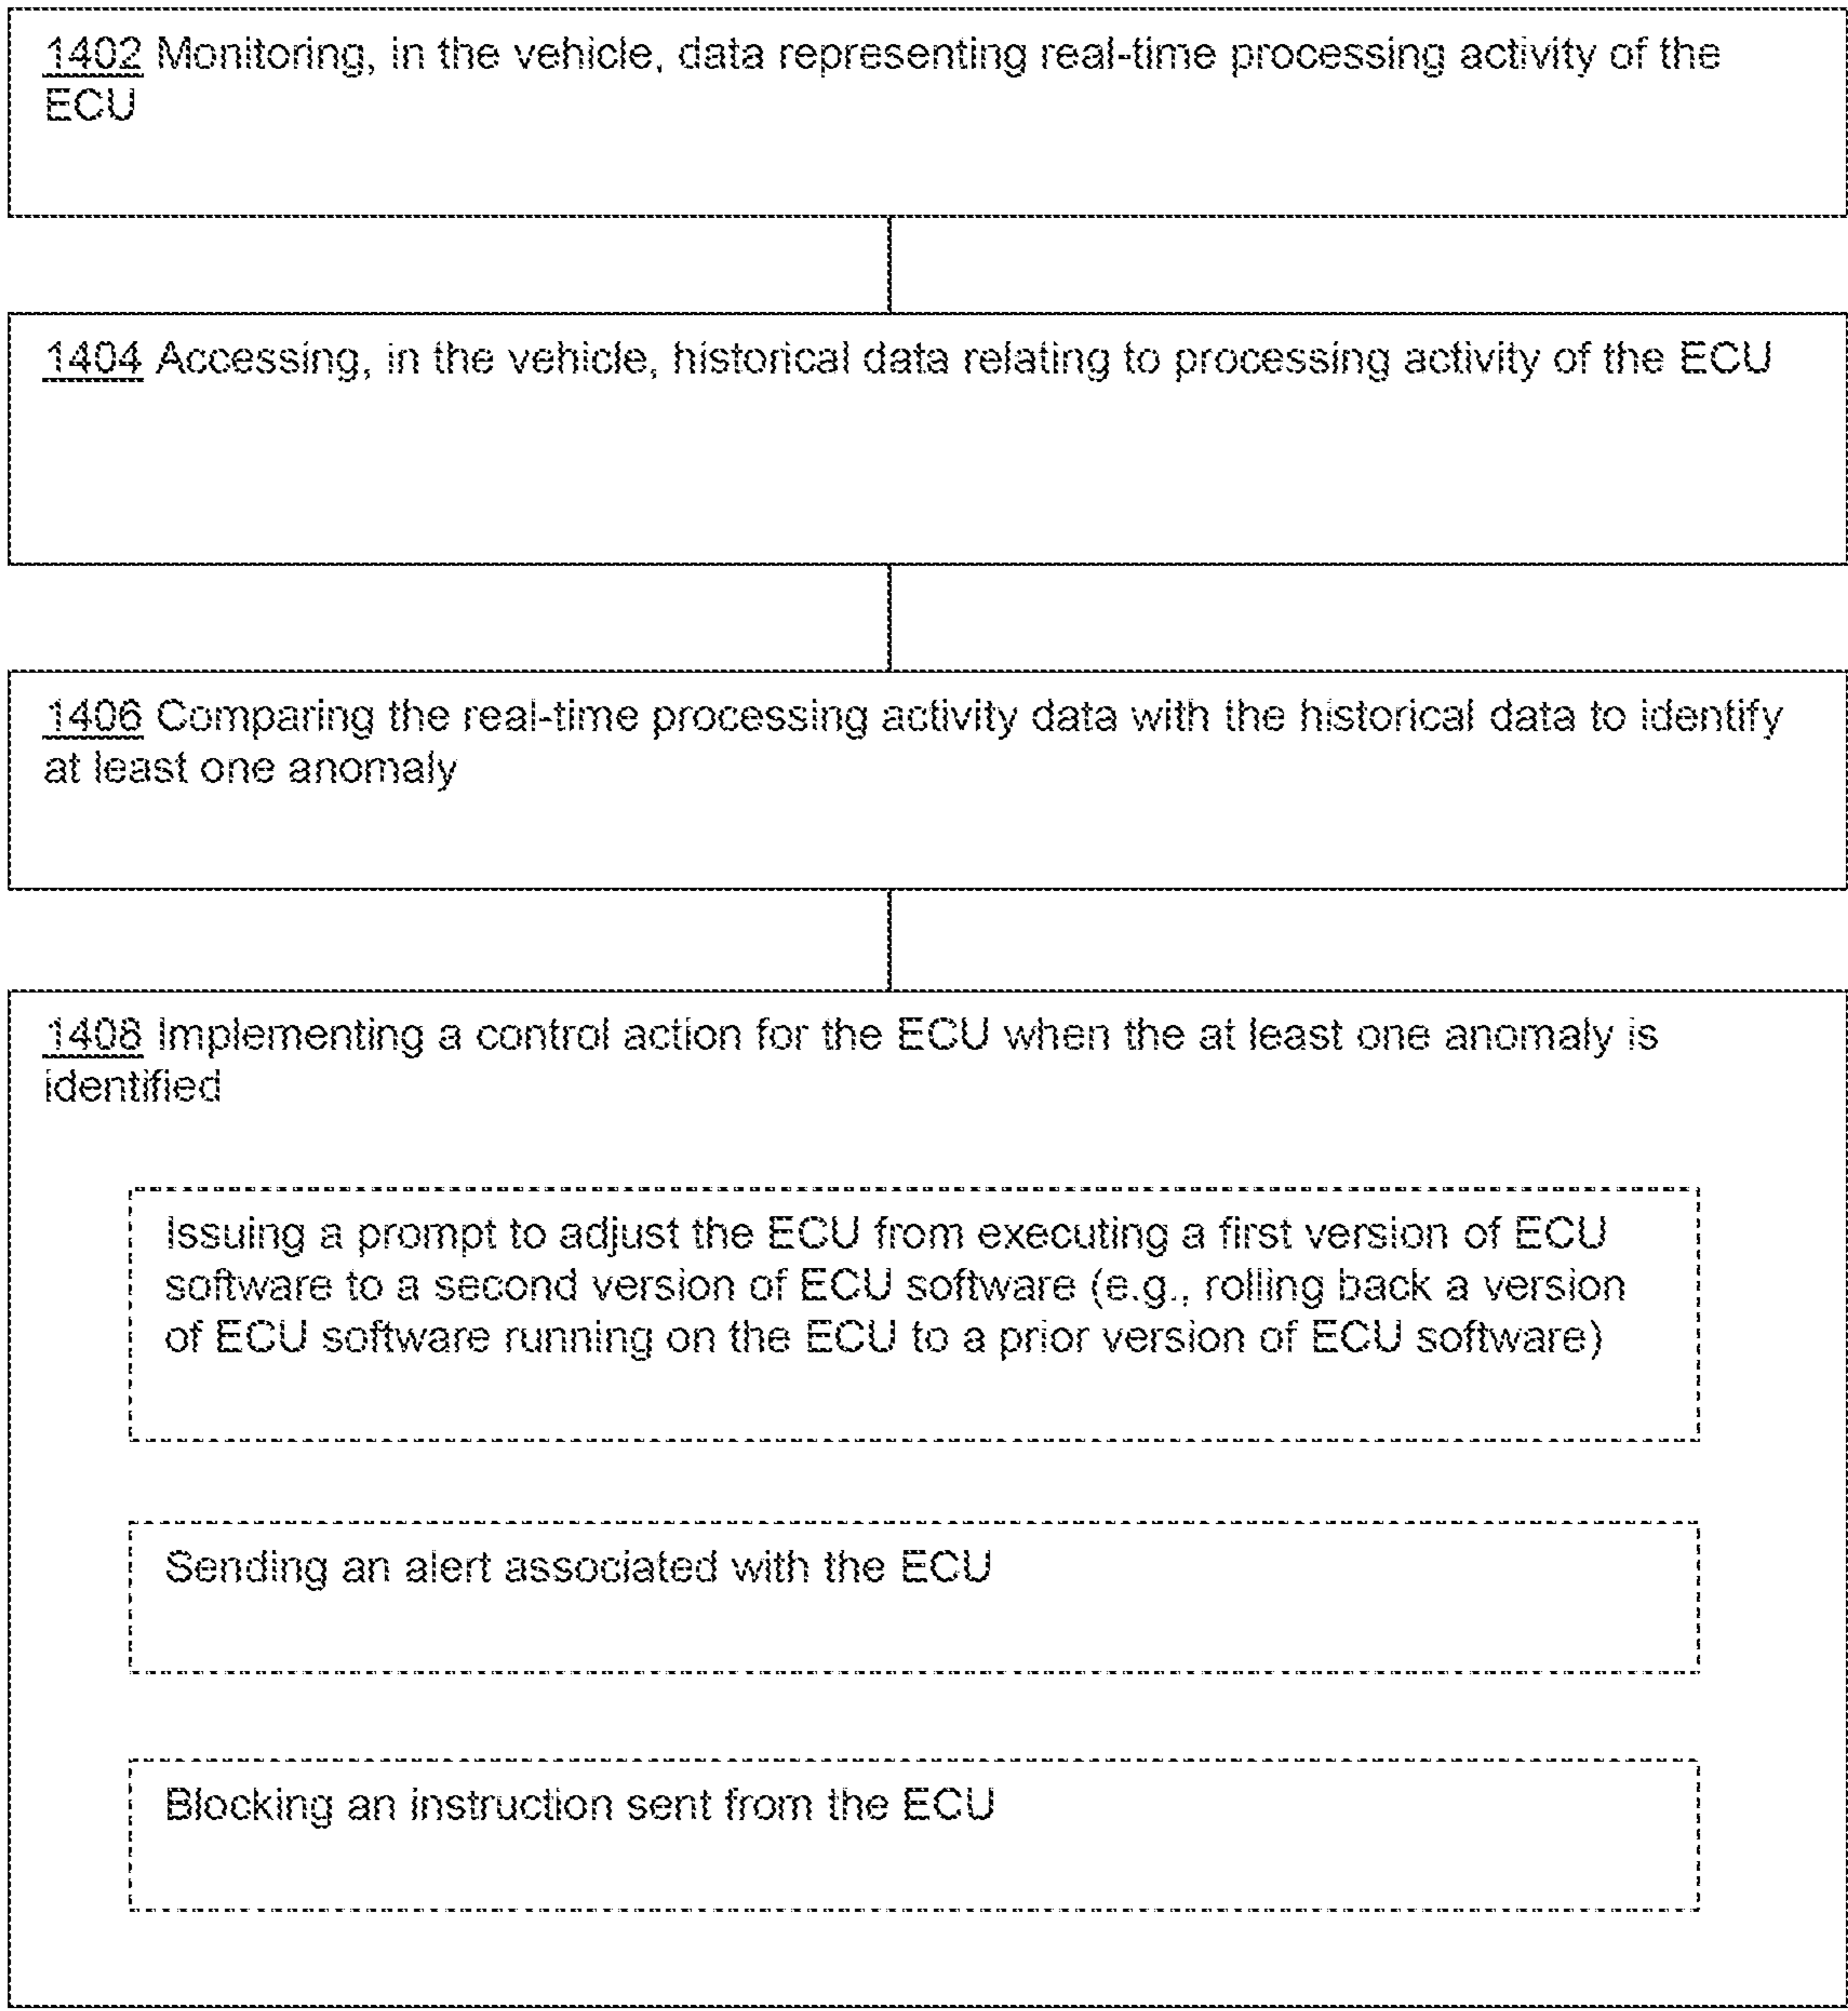 1402 Monitoring, in the vehicle, data representing real-time processing activity of the
ECU
1404 Accessing, in the vehicle, historical data relating to processing activity of the ECU
1406 Comparing the real-time processing activity data with the historical data to identify
at least one anomaly
1408 Implementing a control action for the ECU when the at least one anomaly is
identified
Issuing a prompt to adjust the ECU from executing a first version of ECU
software to a second version of ECU software (e.g., rolling back a version
of ECU software running on the ECU to a prior version of ECU software)
Sending an alert associated with the ECU
Blocking an instruction sent from the ECU